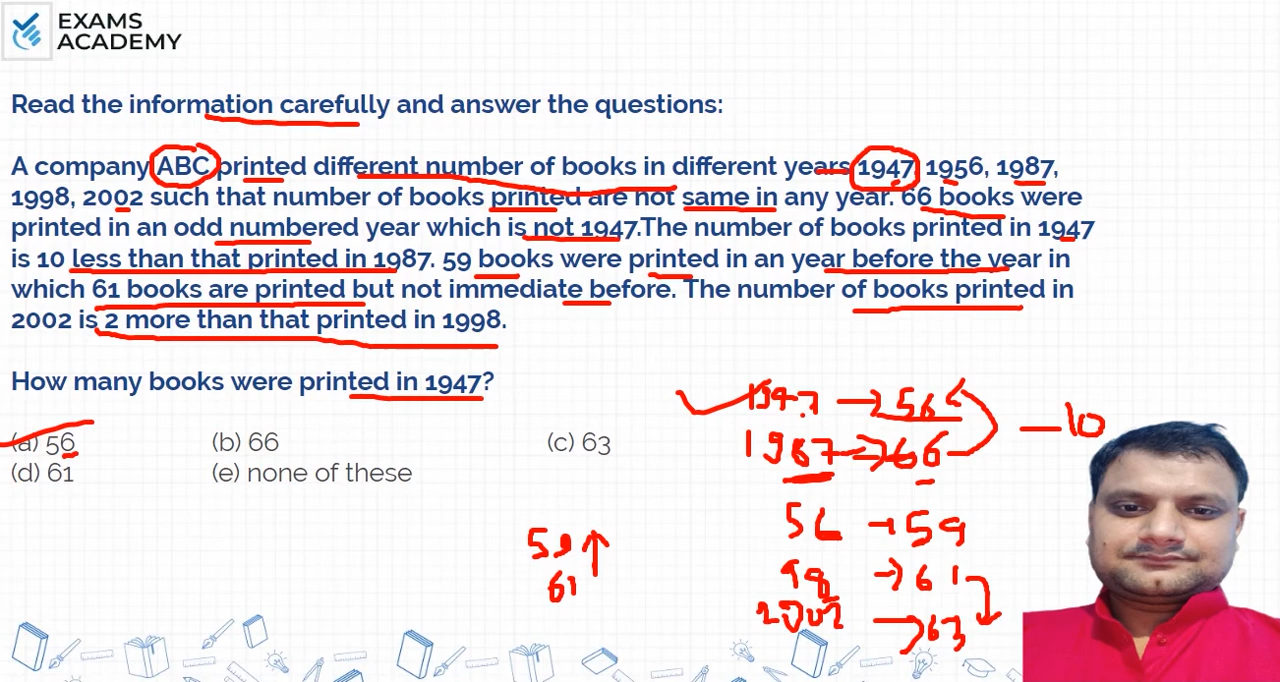 EXAMS
ACADEMY
Read the information carefully and answer the questions:
A company ABC printed different number of books in different years 1947, 1956, 1987,
1998, 2002 such that number of books printed are not same in any year. 66 books were
printed in an odd numbered year which is not 1947.The number of books printed in 1947
is 10 less than that printed in 1987. 59 books were printed in an year before the year in
which 61 books are printed but not immediate before. The number of books printed in
2002 is 2 more than that printed in 1998.
How many books were printed in 1947?
(a) 56 (b) 66 (c) 63
(d) 61 (e) none of these
1947 → 56
1987 → 66 — 10
56 → 59
98 → 61
2002 → 63
59
61